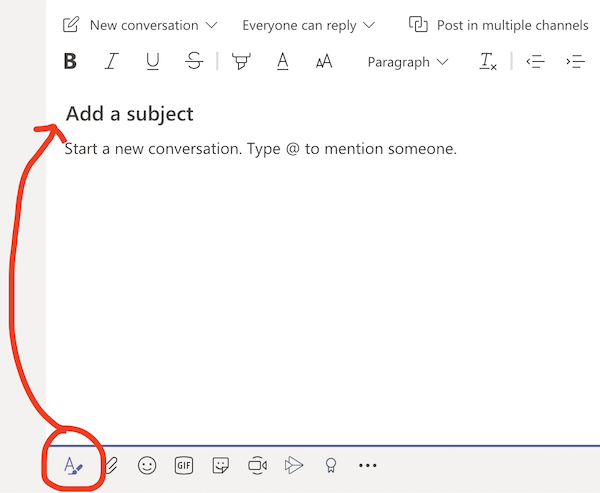 New conversation Everyone can reply Post in multiple channels
B I U S A AA Paragraph Tx
Add a subject
Start a new conversation. Type @ to mention someone.
A GIF